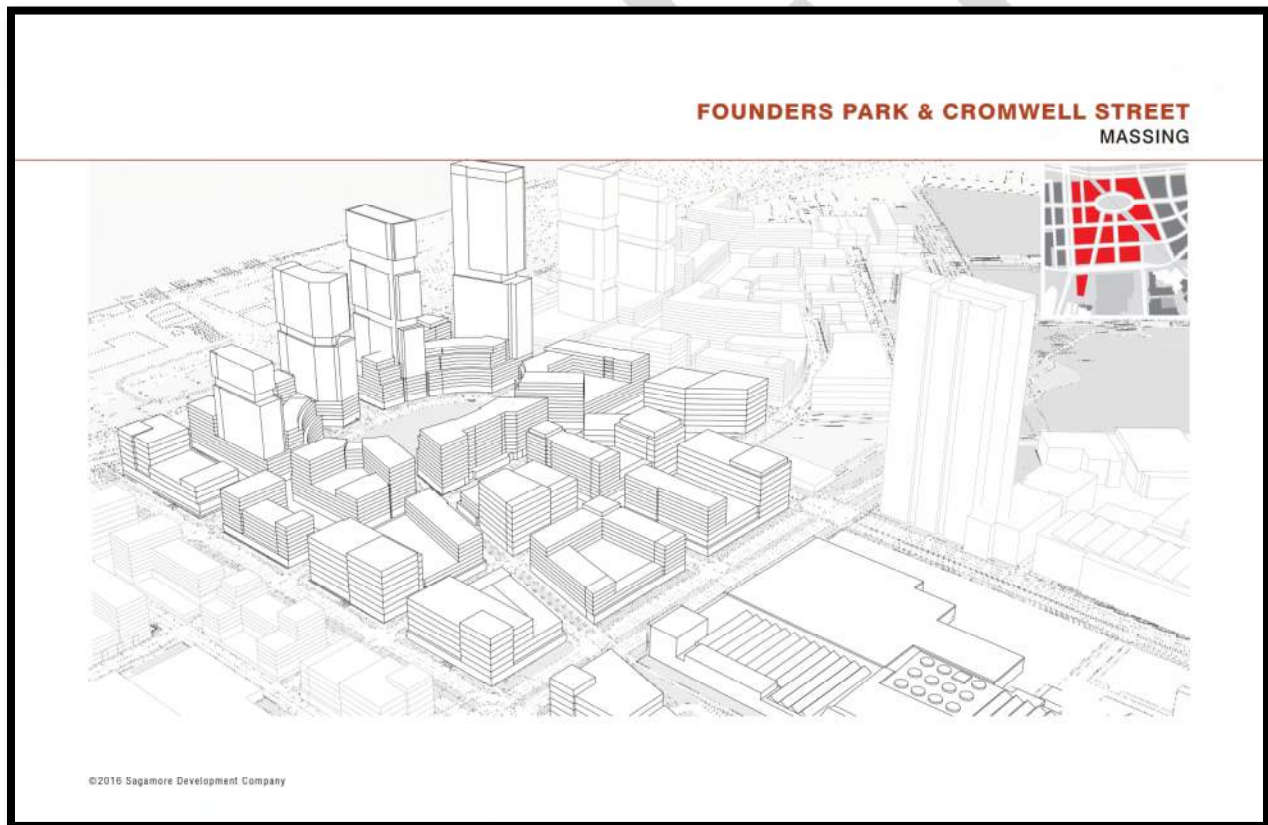 FOUNDERS PARK & CROMWELL STREET
MASSING
©2016 Sagamore Development Company